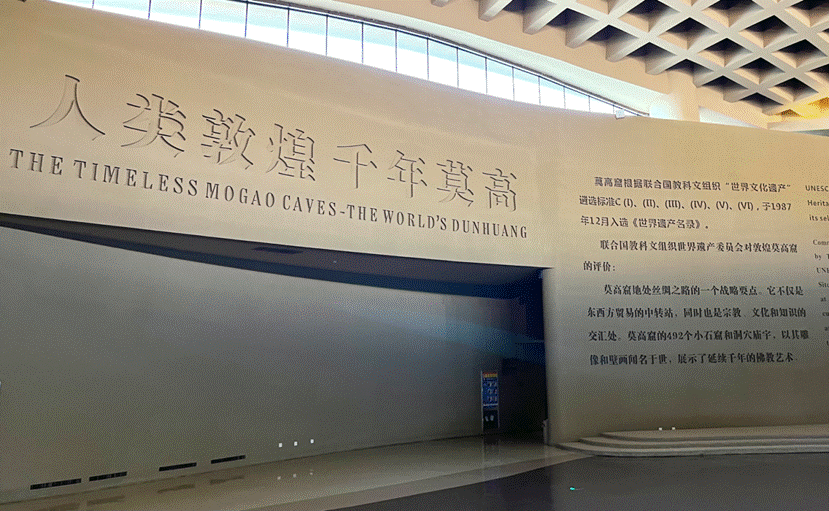 人类敦煌 千年莫高
THE TIMELESS MOGAO CAVES-THE WORLD'S DUNHUANG
莫高窟根据联合国教科文组织“世界文化遗产”
遴选标准C (I)、(II)、(III)、(IV)、(V)、(VI)，于1987
年12月入选《世界遗产名录》。
联合国教科文组织世界遗产委员会对敦煌莫高窟
的评价：
莫高窟地处丝绸之路的一个战略要点。它不仅是
东西方贸易的中转站，同时也是宗教、文化和知识的
交汇处。莫高窟的492个小石窟和洞穴庙宇，以其雕
像和壁画闻名于世，展示了延续千年的佛教艺术。
UNESC
Herita
its sel
Com
by T
UNE
Site